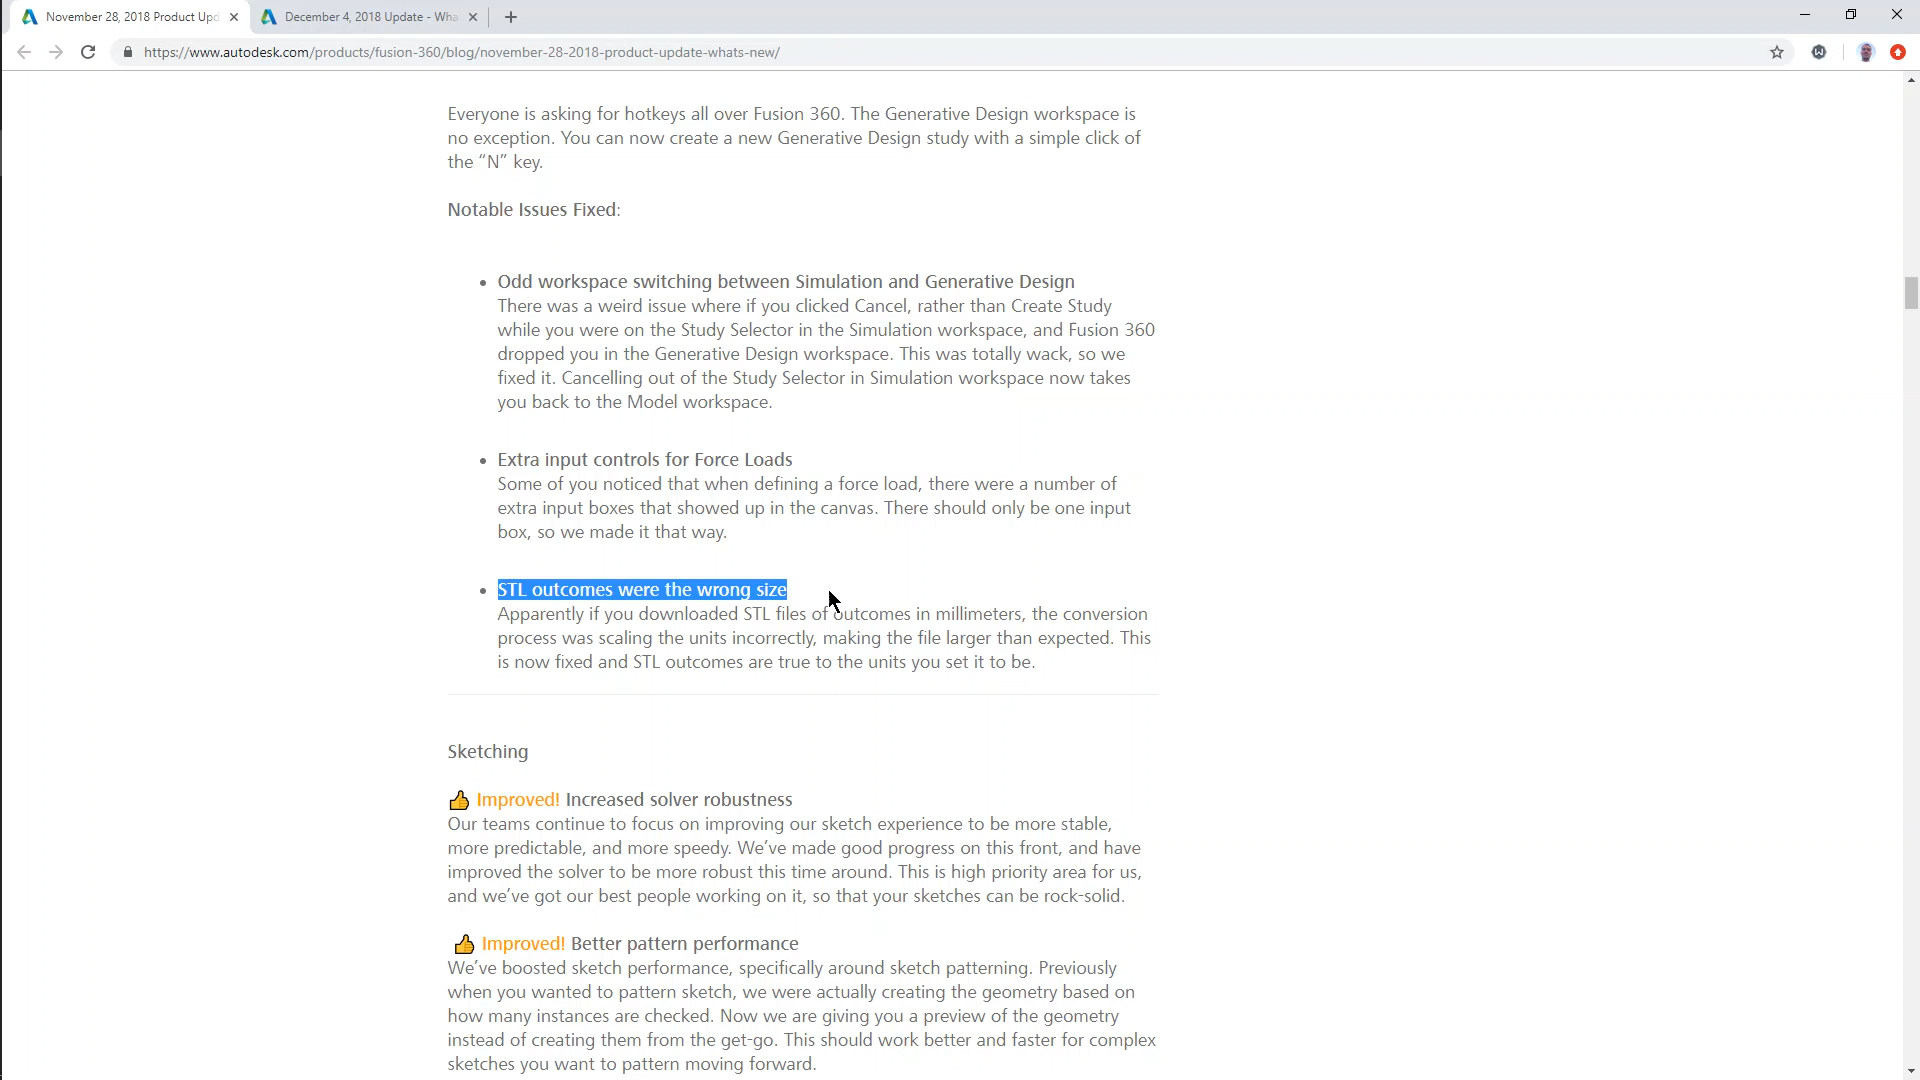 November 28, 2018 Product Upd
December 4, 2018 Update - Wha
https://www.autodesk.com/products/fusion-360/blog/november-28-2018-product-update-whats-new/
Everyone is asking for hotkeys all over Fusion 360. The Generative Design workspace is
no exception. You can now create a new Generative Design study with a simple click of
the “N” key.
Notable Issues Fixed:
• Odd workspace switching between Simulation and Generative Design
There was a weird issue where if you clicked Cancel, rather than Create Study
while you were on the Study Selector in the Simulation workspace, and Fusion 360
dropped you in the Generative Design workspace. This was totally wack, so we
fixed it. Cancelling out of the Study Selector in Simulation workspace now takes
you back to the Model workspace.
• Extra input controls for Force Loads
Some of you noticed that when defining a force load, there were a number of
extra input boxes that showed up in the canvas. There should only be one input
box, so we made it that way.
• STL outcomes were the wrong size
Apparently if you downloaded STL files of outcomes in millimeters, the conversion
process was scaling the units incorrectly, making the file larger than expected. This
is now fixed and STL outcomes are true to the units you set it to be.
Sketching
👍 Improved! Increased solver robustness
Our teams continue to focus on improving our sketch experience to be more stable,
more predictable, and more speedy. We’ve made good progress on this front, and have
improved the solver to be more robust this time around. This is high priority area for us,
and we’ve got our best people working on it, so that your sketches can be rock-solid.
👍 Improved! Better pattern performance
We’ve boosted sketch performance, specifically around sketch patterning. Previously
when you wanted to pattern sketch, we were actually creating the geometry based on
how many instances are checked. Now we are giving you a preview of the geometry
instead of creating them from the get-go. This should work better and faster for complex
sketches you want to pattern moving forward.